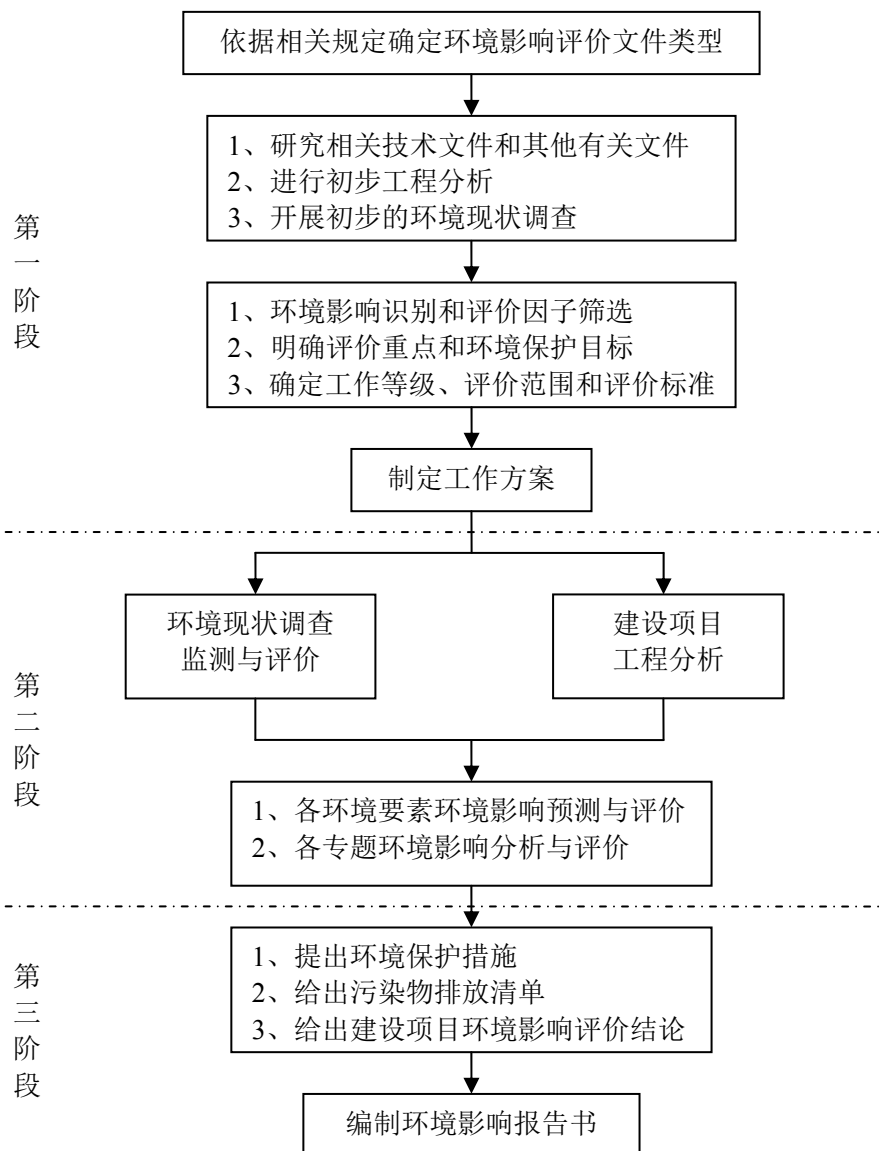 依据相关规定确定环境影响评价文件类型
第一阶段
1、研究相关技术文件和其他有关文件
2、进行初步工程分析
3、开展初步的环境现状调查
1、环境影响识别和评价因子筛选
2、明确评价重点和环境保护目标
3、确定工作等级、评价范围和评价标准
制定工作方案
第二阶段
环境现状调查
监测与评价
建设项目
工程分析
1、各环境要素环境影响预测与评价
2、各专题环境影响分析与评价
第三阶段
1、提出环境保护措施
2、给出污染物排放清单
3、给出建设项目环境影响评价结论
编制环境影响报告书